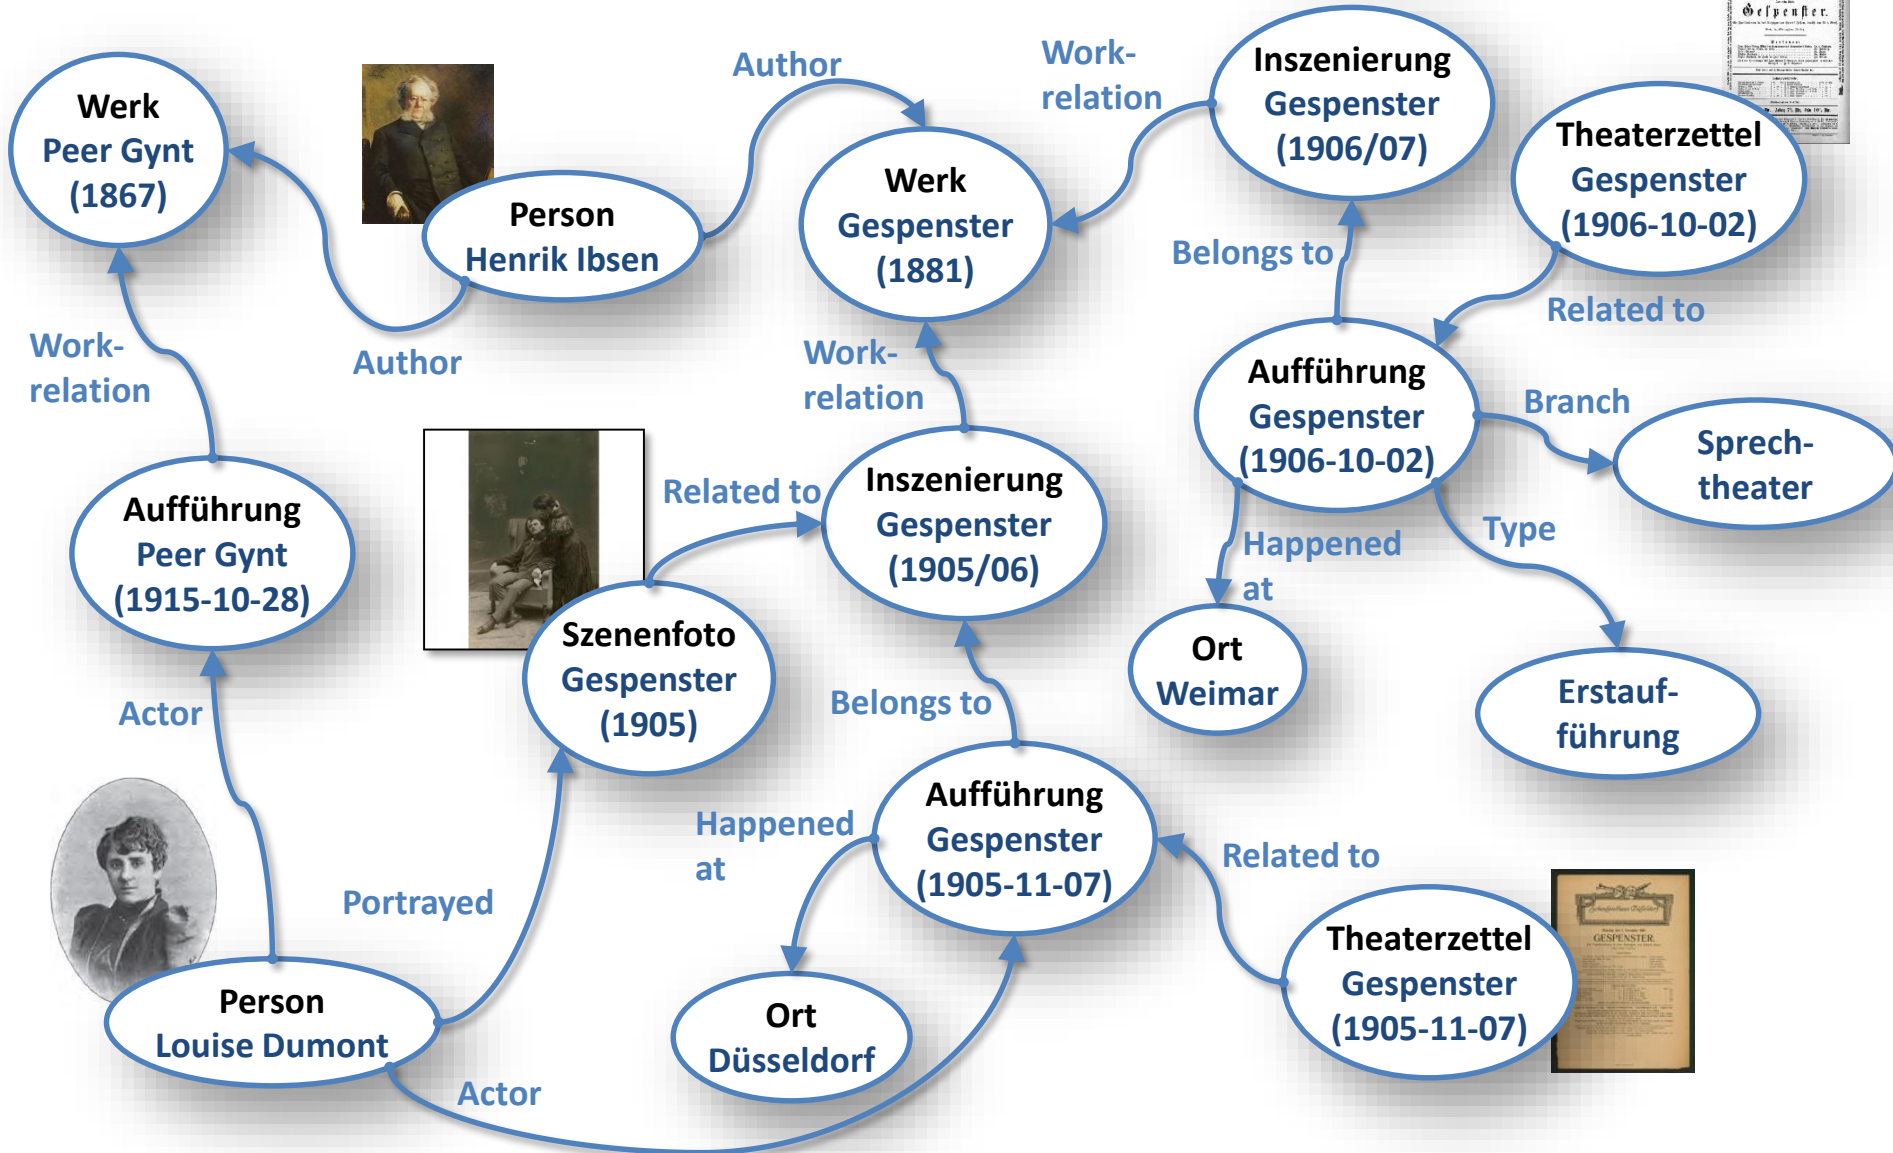 Gespenster.
Werk
Peer Gynt
(1867)
Author
Work-
relation
Inszenierung
Gespenster
(1906/07)
Theaterzettel
Gespenster
(1906-10-02)
Person
Henrik Ibsen
Werk
Gespenster
(1881)
Belongs to
Related to
Work-
relation
Author
Work-
relation
Aufführung
Gespenster
(1906-10-02)
Branch
Sprech-
theater
Aufführung
Peer Gynt
(1915-10-28)
Related to
Inszenierung
Gespenster
(1905/06)
Happened
at
Type
Szenenfoto
Gespenster
(1905)
Ort
Weimar
Erstauf-
führung
Actor
Belongs to
Portrayed
Happened
at
Aufführung
Gespenster
(1905-11-07)
Related to
Person
Louise Dumont
Ort
Düsseldorf
Theaterzettel
Gespenster
(1905-11-07)
GESPENSTER.
Actor